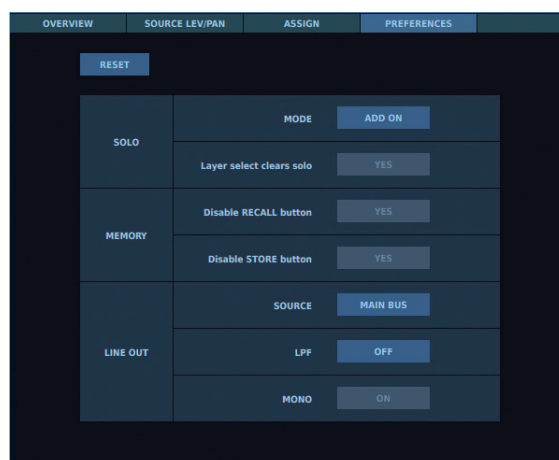 OVERVIEW SOURCE LEV/PAN ASSIGN PREFERENCES
RESET
SOLO
MODE ADD ON
Layer select clears solo YES
MEMORY
Disable RECALL button YES
Disable STORE button YES
LINE OUT
SOURCE MAIN BUS
LPF OFF
MONO ON